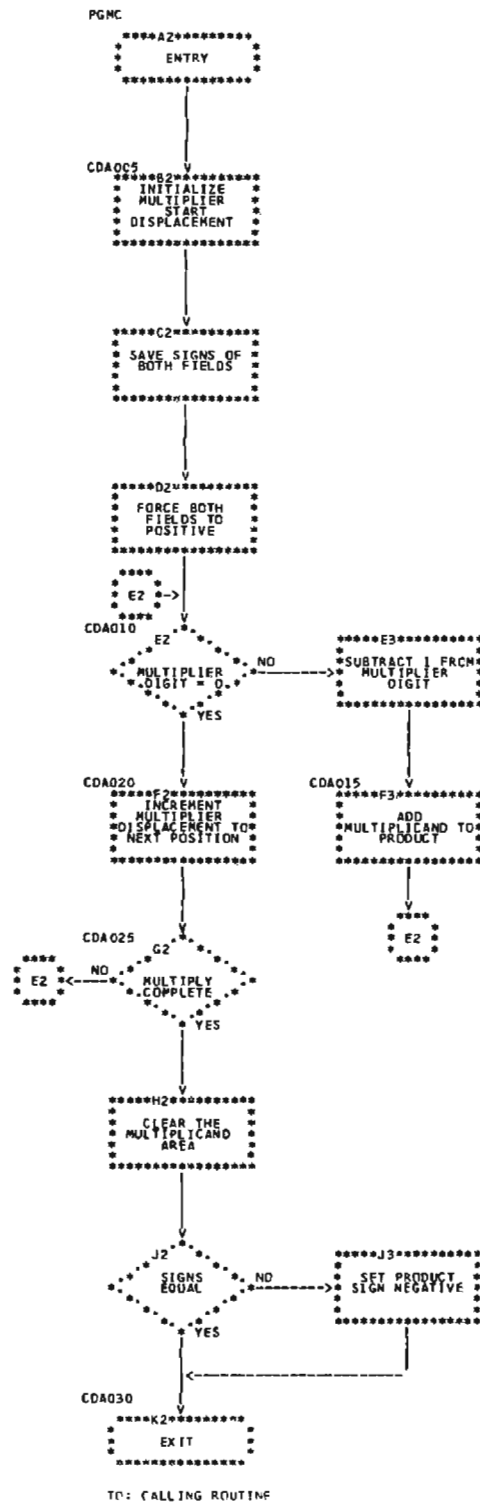 PGMC
A2
ENTRY
CDA005
B2
INITIALIZE
MULTIPLIER
START
DISPLACEMENT
C2
SAVE SIGNS OF
BOTH FIELDS
D2
FORCE BOTH
FIELDS TO
POSITIVE
E2
CDA010
E2
MULTIPLIER
DIGIT = 0
NO
YES
E3
SUBTRACT 1 FROM
MULTIPLIER
DIGIT
CDA020
F2
INCREMENT
MULTIPLIER
DISPLACEMENT TO
NEXT POSITION
CDA015
F3
ADD
MULTIPLICAND TO
PRODUCT
E2
CDA025
G2
MULTIPLY
COMPLETE
NO
E2
YES
H2
CLEAR THE
MULTIPLICAND
AREA
J2
SIGNS
EQUAL
NO
YES
J3
SET PRODUCT
SIGN NEGATIVE
CDA030
K2
EXIT
TO: CALLING ROUTINE